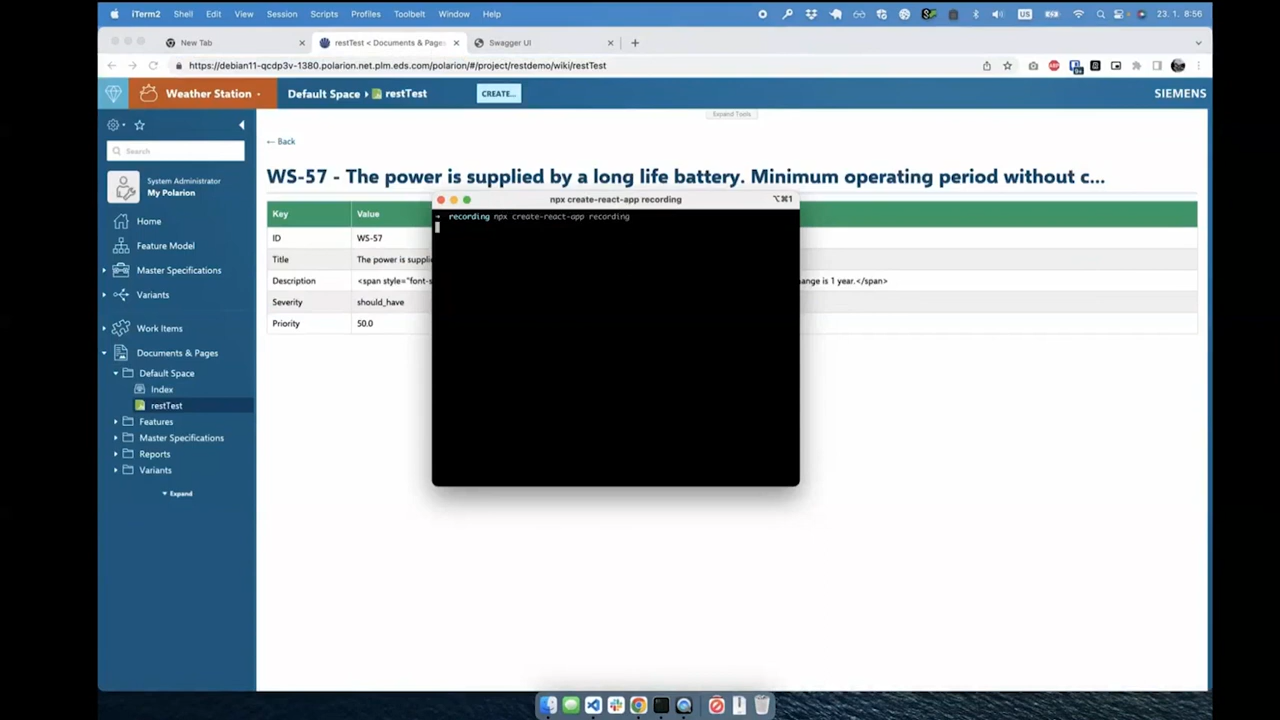 iTerm2 Shell Edit View Session Scripts Profiles Toolbelt Window Help US 23. 1. 8:56
New Tab restTest < Documents & Pages Swagger UI
https://debian11-qcdp3v-1380.polarion.net.plm.eds.com/polarion/#/project/restdemo/wiki/restTest
Weather Station Default Space restTest CREATE... SIEMENS
Expand Tools
Search
← Back
System Administrator
My Polarion
WS-57 - The power is supplied by a long life battery. Minimum operating period without c...
npx create-react-app recording ⌥⌘1
Key Value
→ recording npx create-react-app recording
Home
ID WS-57
Feature Model
Title The power is suppli
Master Specifications
Description <span style="font-s nge is 1 year.</span>
Variants
Severity should_have
Priority 50.0
Work Items
Documents & Pages
Default Space
Index
restTest
Features
Master Specifications
Reports
Variants
Expand